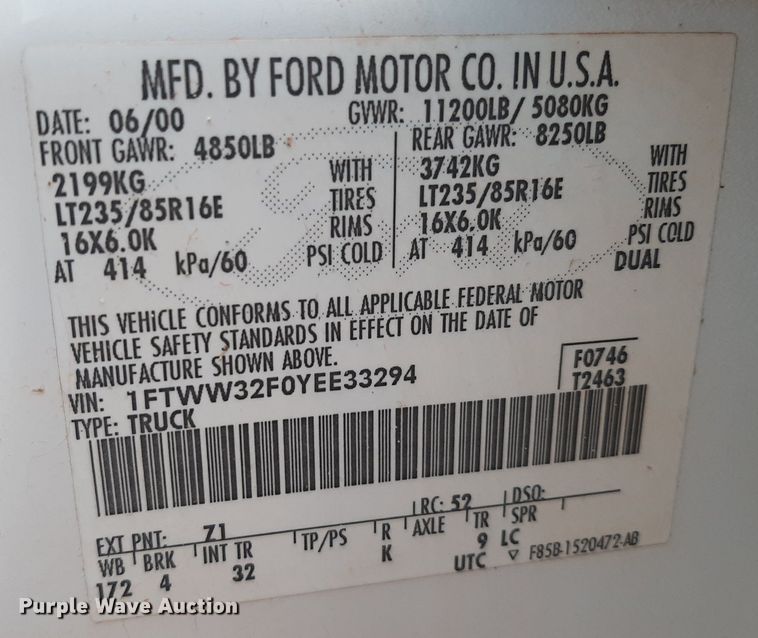 MFD. BY FORD MOTOR CO. IN U.S.A.
DATE: 06/00 GVWR: 11200LB/ 5080KG
FRONT GAWR: 4850LB REAR GAWR: 8250LB
2199KG WITH 3742KG WITH
LT235/85R16E TIRES LT235/85R16E TIRES
16X6.0K RIMS 16X6.0K RIMS
AT 414 kPa/60 PSI COLD AT 414 kPa/60 PSI COLD
DUAL
THIS VEHICLE CONFORMS TO ALL APPLICABLE FEDERAL MOTOR
VEHICLE SAFETY STANDARDS IN EFFECT ON THE DATE OF
MANUFACTURE SHOWN ABOVE.
VIN: 1FTWW32F0YEE33294 F0746
TYPE: TRUCK T2463
EXT PNT: Z1 RC: 52 DSO:
WB BRK INT TR TP/PS R AXLE TR SPR
172 4 32 K 9 LC
UTC ▽ F85B-1520472-AB
Purple Wave Auction